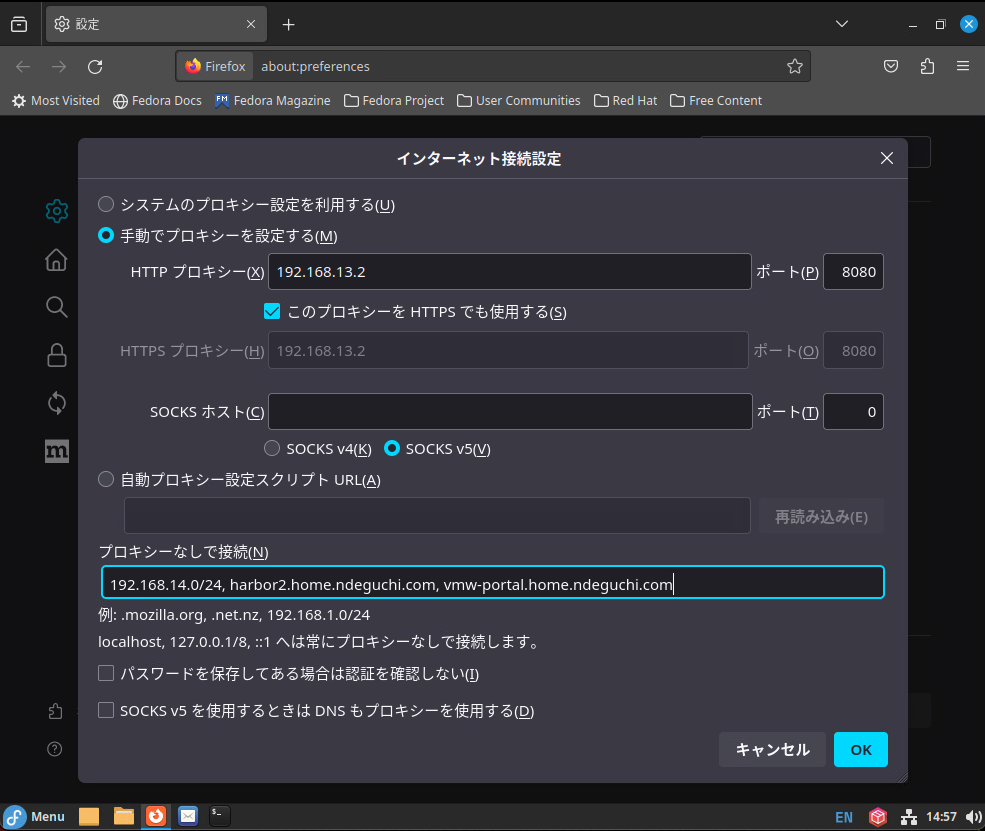 設定
Firefox about:preferences
Most Visited Fedora Docs FM Fedora Magazine Fedora Project User Communities Red Hat Free Content
インターネット接続設定
システムのプロキシー設定を利用する(U)
手動でプロキシーを設定する(M)
HTTP プロキシー(X) 192.168.13.2 ポート(P) 8080
このプロキシーを HTTPS でも使用する(S)
HTTPS プロキシー(H) 192.168.13.2 ポート(O) 8080
SOCKS ホスト(C) ポート(T) 0
SOCKS v4(K) SOCKS v5(V)
自動プロキシー設定スクリプト URL(A)
再読み込み(E)
プロキシーなしで接続(N)
192.168.14.0/24, harbor2.home.ndeguchi.com, vmw-portal.home.ndeguchi.com
例: .mozilla.org, .net.nz, 192.168.1.0/24
localhost, 127.0.0.1/8, ::1 へは常にプロキシーなしで接続します。
パスワードを保存してある場合は認証を確認しない(I)
SOCKS v5 を使用するときは DNS もプロキシーを使用する(D)
キャンセル OK
Menu EN 14:57